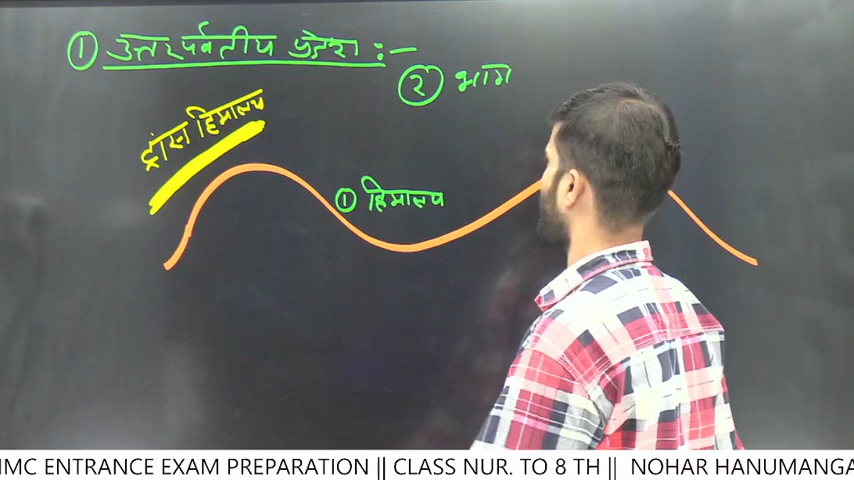 ① उत्तर पर्वतीय प्रदेश :-
② भाग
ट्रांस हिमालय
① हिमालय
IMC ENTRANCE EXAM PREPARATION || CLASS NUR. TO 8 TH || NOHAR HANUMANGA